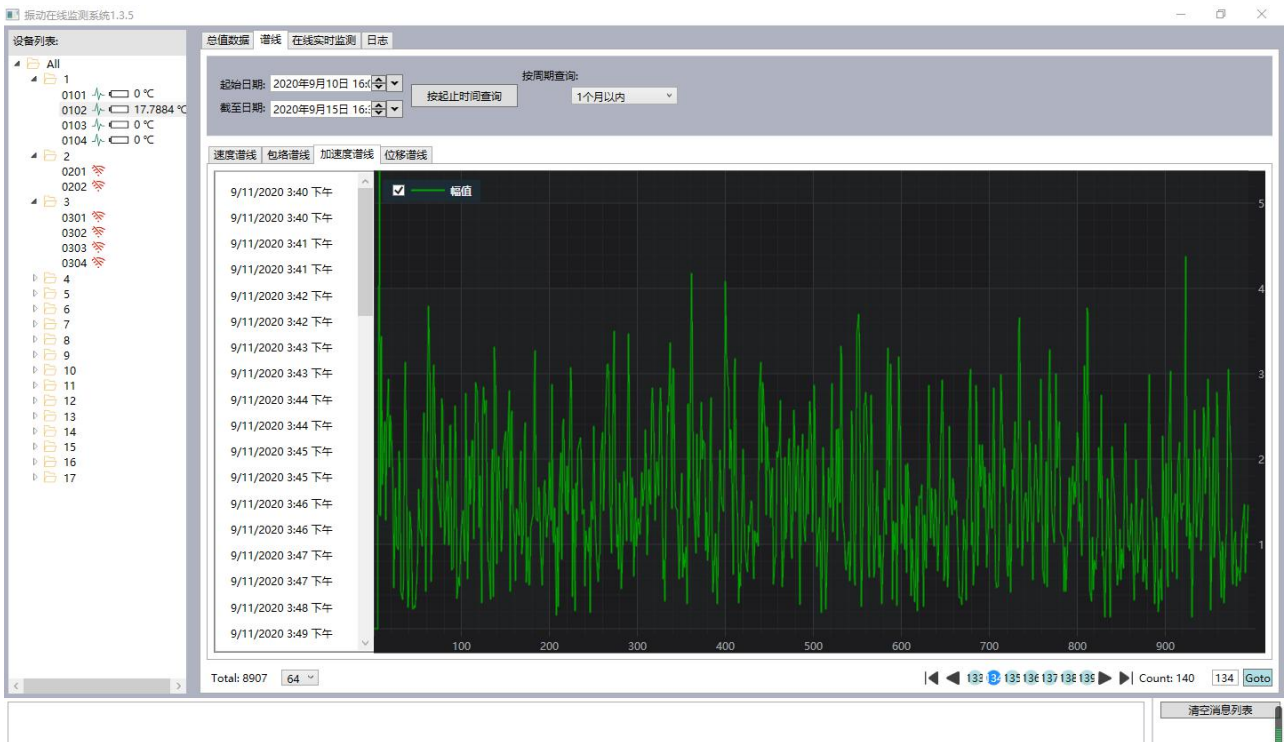 振动在线监测系统1.3.5
设备列表:
All
1
0101 0 ℃
0102 17.7884 ℃
0103 0 ℃
0104 0 ℃
2
0201
0202
3
0301
0302
0303
0304
4
5
6
7
8
9
10
11
12
13
14
15
16
17
总值数据 谱线 在线实时监测 日志
起始日期: 2020年9月10日
截至日期: 2020年9月15日
按起止时间查询
按周期查询:
1个月以内
速度谱线 包络谱线 加速度谱线 位移谱线
9/11/2020 3:40 下午
9/11/2020 3:40 下午
9/11/2020 3:41 下午
9/11/2020 3:41 下午
9/11/2020 3:42 下午
9/11/2020 3:42 下午
9/11/2020 3:43 下午
9/11/2020 3:43 下午
9/11/2020 3:44 下午
9/11/2020 3:44 下午
9/11/2020 3:45 下午
9/11/2020 3:45 下午
9/11/2020 3:46 下午
9/11/2020 3:46 下午
9/11/2020 3:47 下午
9/11/2020 3:47 下午
9/11/2020 3:48 下午
9/11/2020 3:49 下午
幅值
5
4
3
2
1
100 200 300 400 500 600 700 800 900
Total: 8907 64
133 134 135 136 137 138 139 Count: 140 134 Goto
清空消息列表